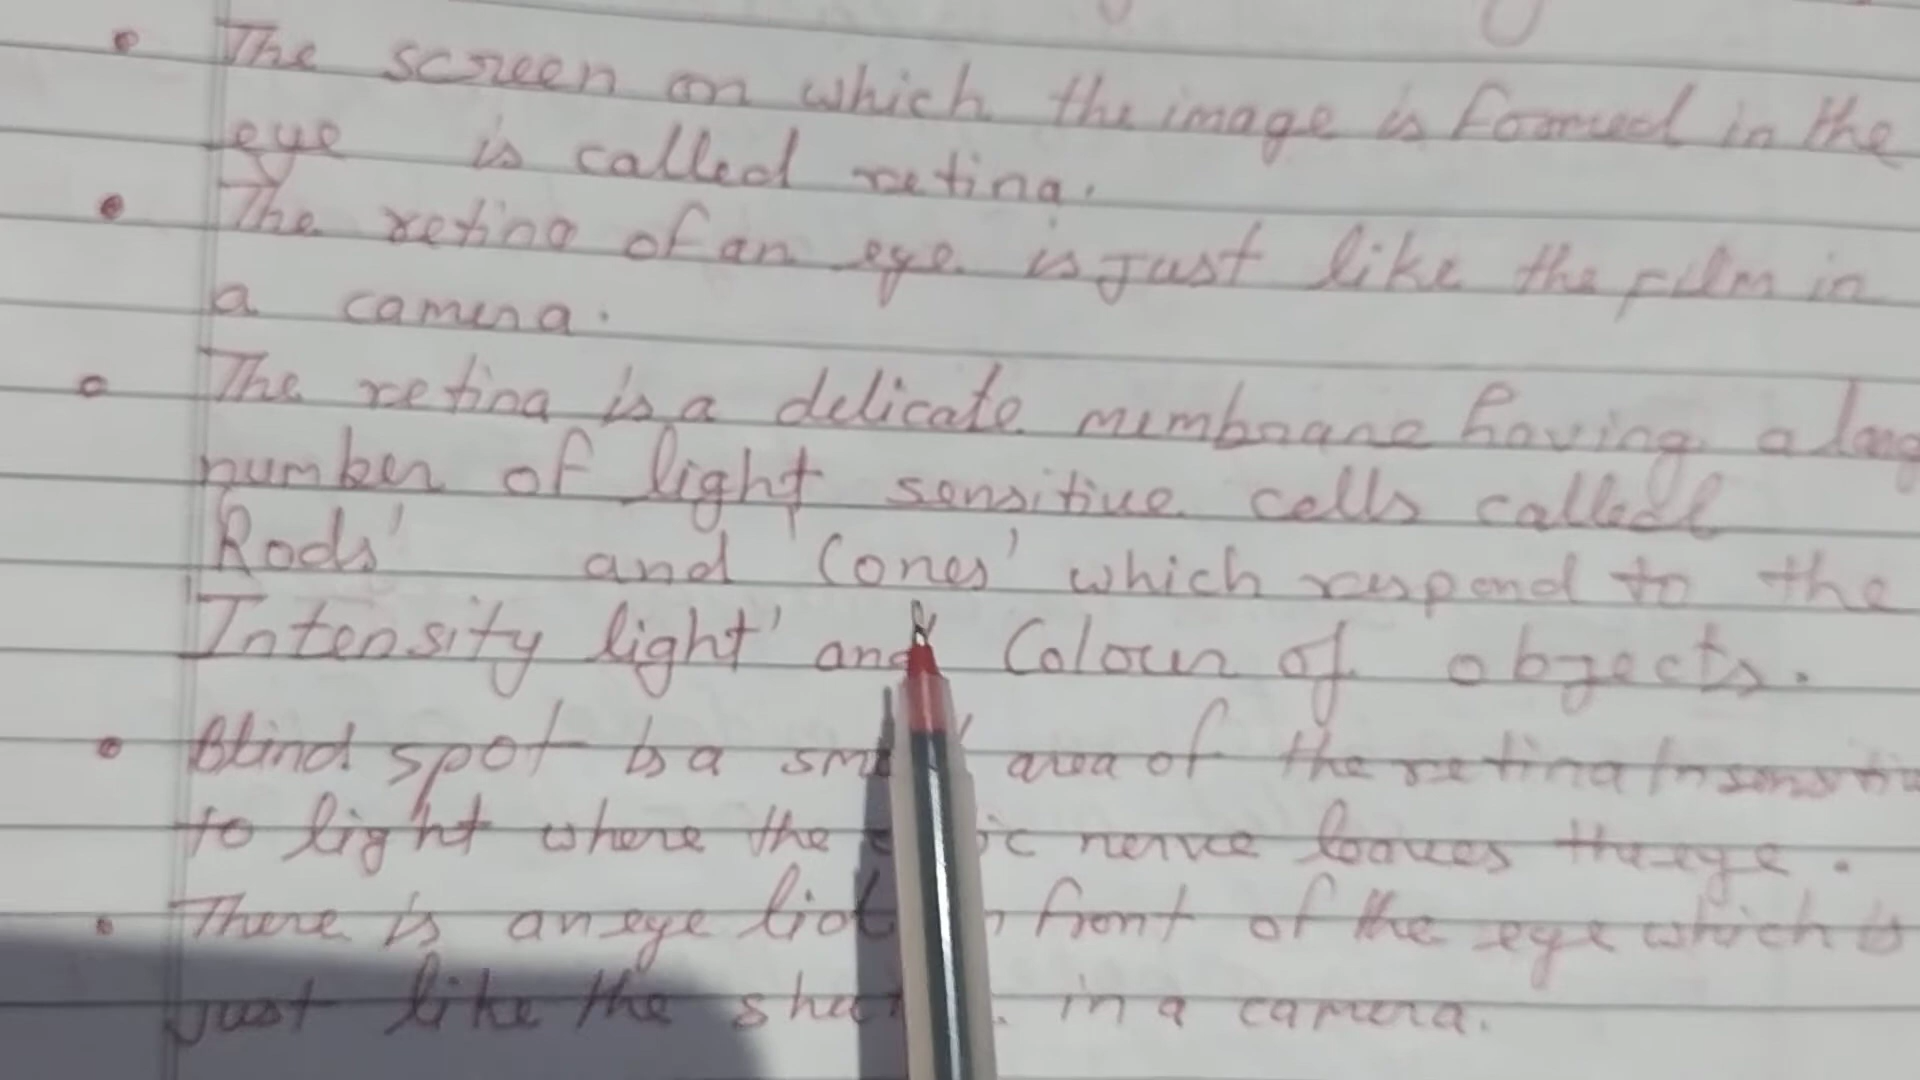 The screen on which the image is formed in the
eye is called retina.
The retina of an eye is just like the film in
a camera.
The retina is a delicate membrane having a
number of light sensitive cells called
Rods' and 'Cones' which respond to the
'Intensity light' and Colour of objects.
Blind spot is a area of the retina
to light where the nerve leaves the eye.
There is an eye front of the eye which is
just like the in a camera.